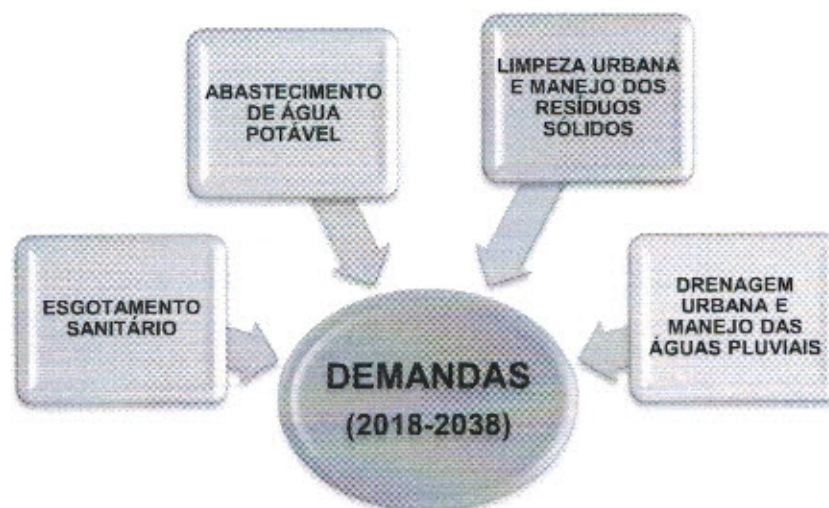 ABASTECIMENTO
DE ÁGUA
POTÁVEL
LIMPEZA URBANA
E MANEJO DOS
RESÍDUOS
SÓLIDOS
ESGOTAMENTO
SANITÁRIO
DRENAGEM
URBANA E
MANEJO DAS
ÁGUAS PLUVIAIS
DEMANDAS
(2018-2038)